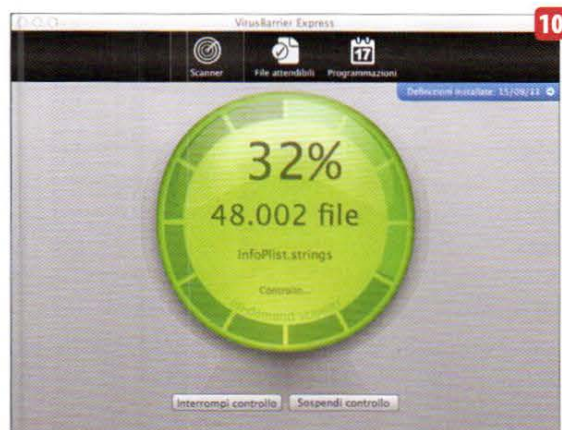 VirusBarrier Express
10
17
Scanner File attendibili Programmazioni
Definizioni installate: 15/09/11
32%
48.002 file
InfoPlist.strings
Controllo...
Interrompi controllo Sospendi controllo